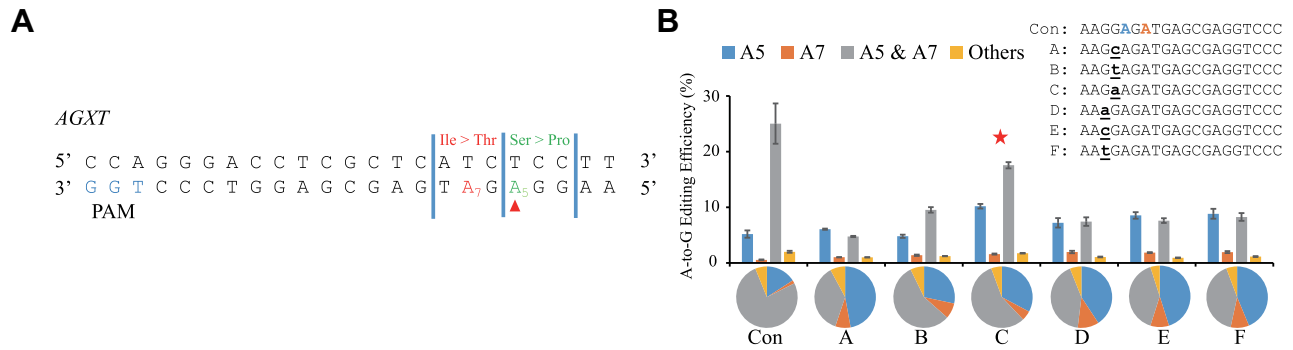 A
AGXT
Ile > Thr Ser > Pro
5’ C C A G G G A C C T C G C T C A T C T C C T T 3’
3’ G G T C C C T G G A G C G A G T A7 G A5 G G A A 5’
PAM
B
A5 A7 A5 & A7 Others
Con: AAGGAGATGAGCGAGGTCCC
A: AAGcAGATGAGCGAGGTCCC
B: AAGtAGATGAGCGAGGTCCC
C: AAGaAGATGAGCGAGGTCCC
D: AAaGAGATGAGCGAGGTCCC
E: AAcGAGATGAGCGAGGTCCC
F: AAtGAGATGAGCGAGGTCCC
A-to-G Editing Efficiency (%)
30
20
10
0
Con A B C D E F